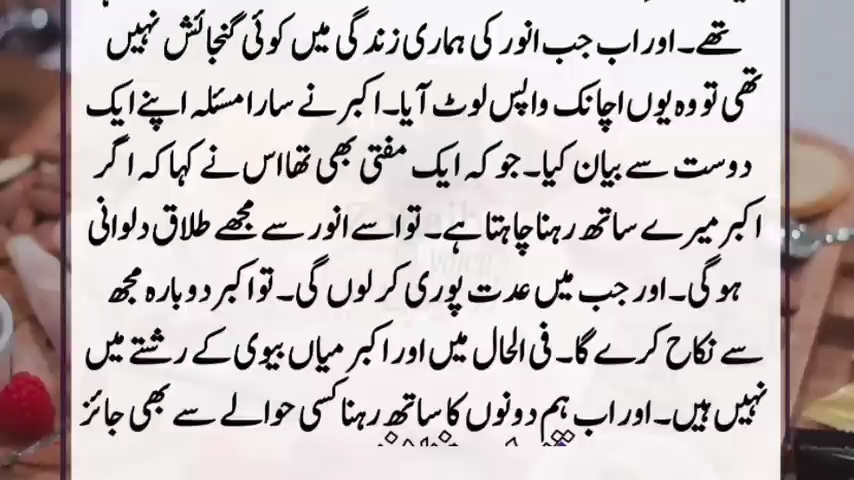 تھے۔ اور اب جب انور کی ہماری زندگی میں کوئی گنجائش نہیں
تھی تو وہ یوں اچانک واپس لوٹ آیا۔ اکبر نے سارا مسئلہ اپنے ایک
دوست سے بیان کیا۔ جو کہ ایک مفتی بھی تھا اس نے کہا کہ اگر
اکبر میرے ساتھ رہنا چاہتا ہے۔ تو اسے انور سے مجھے طلاق دلوانی
ہو گی۔ اور جب میں عدت پوری کر لوں گی۔ تو اکبر دوبارہ مجھ
سے نکاح کرے گا۔ فی الحال میں اور اکبر میاں بیوی کے رشتے میں
نہیں ہیں۔ اور اب ہم دونوں کا ساتھ رہنا کسی حوالے سے بھی جائز